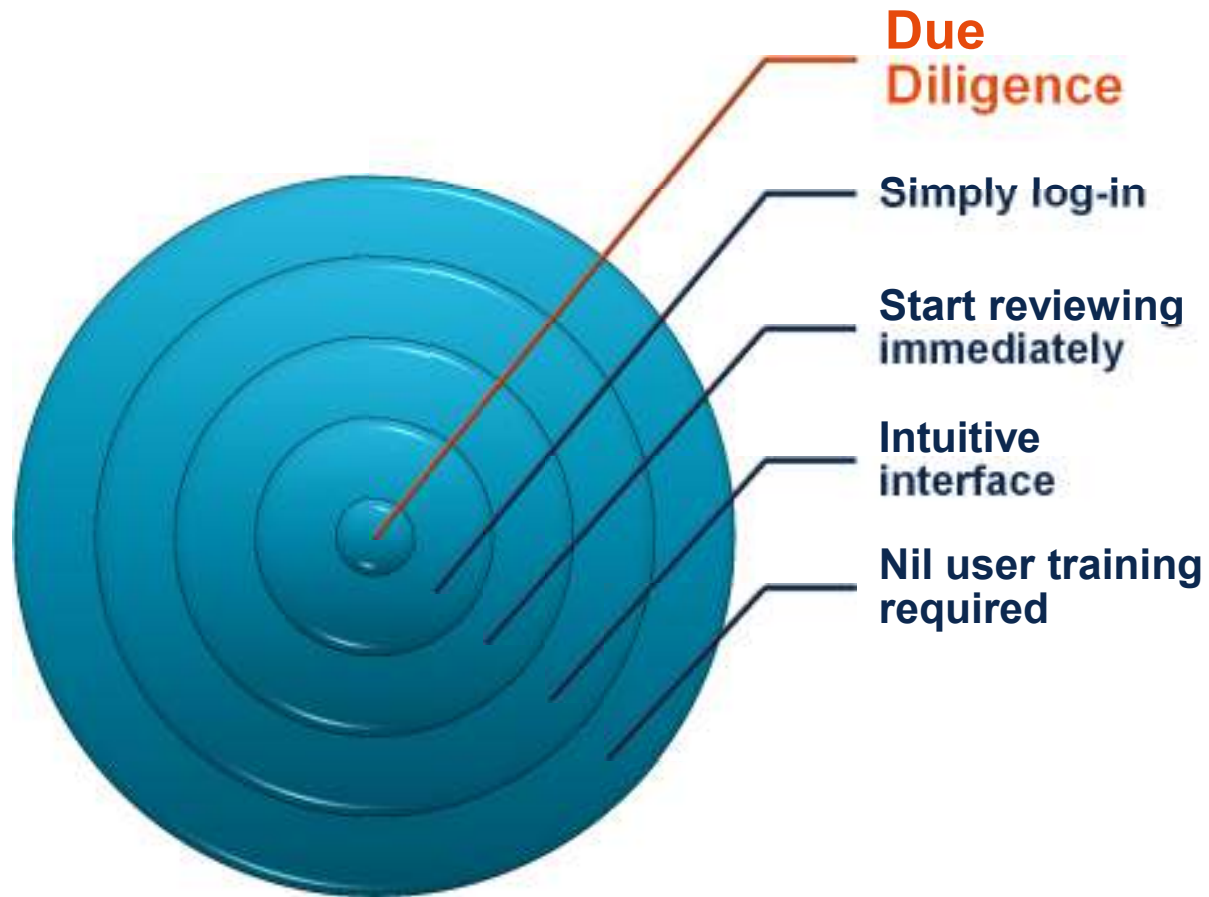 Due
Diligence
Simply log-in
Start reviewing
immediately
Intuitive
interface
Nil user training
required